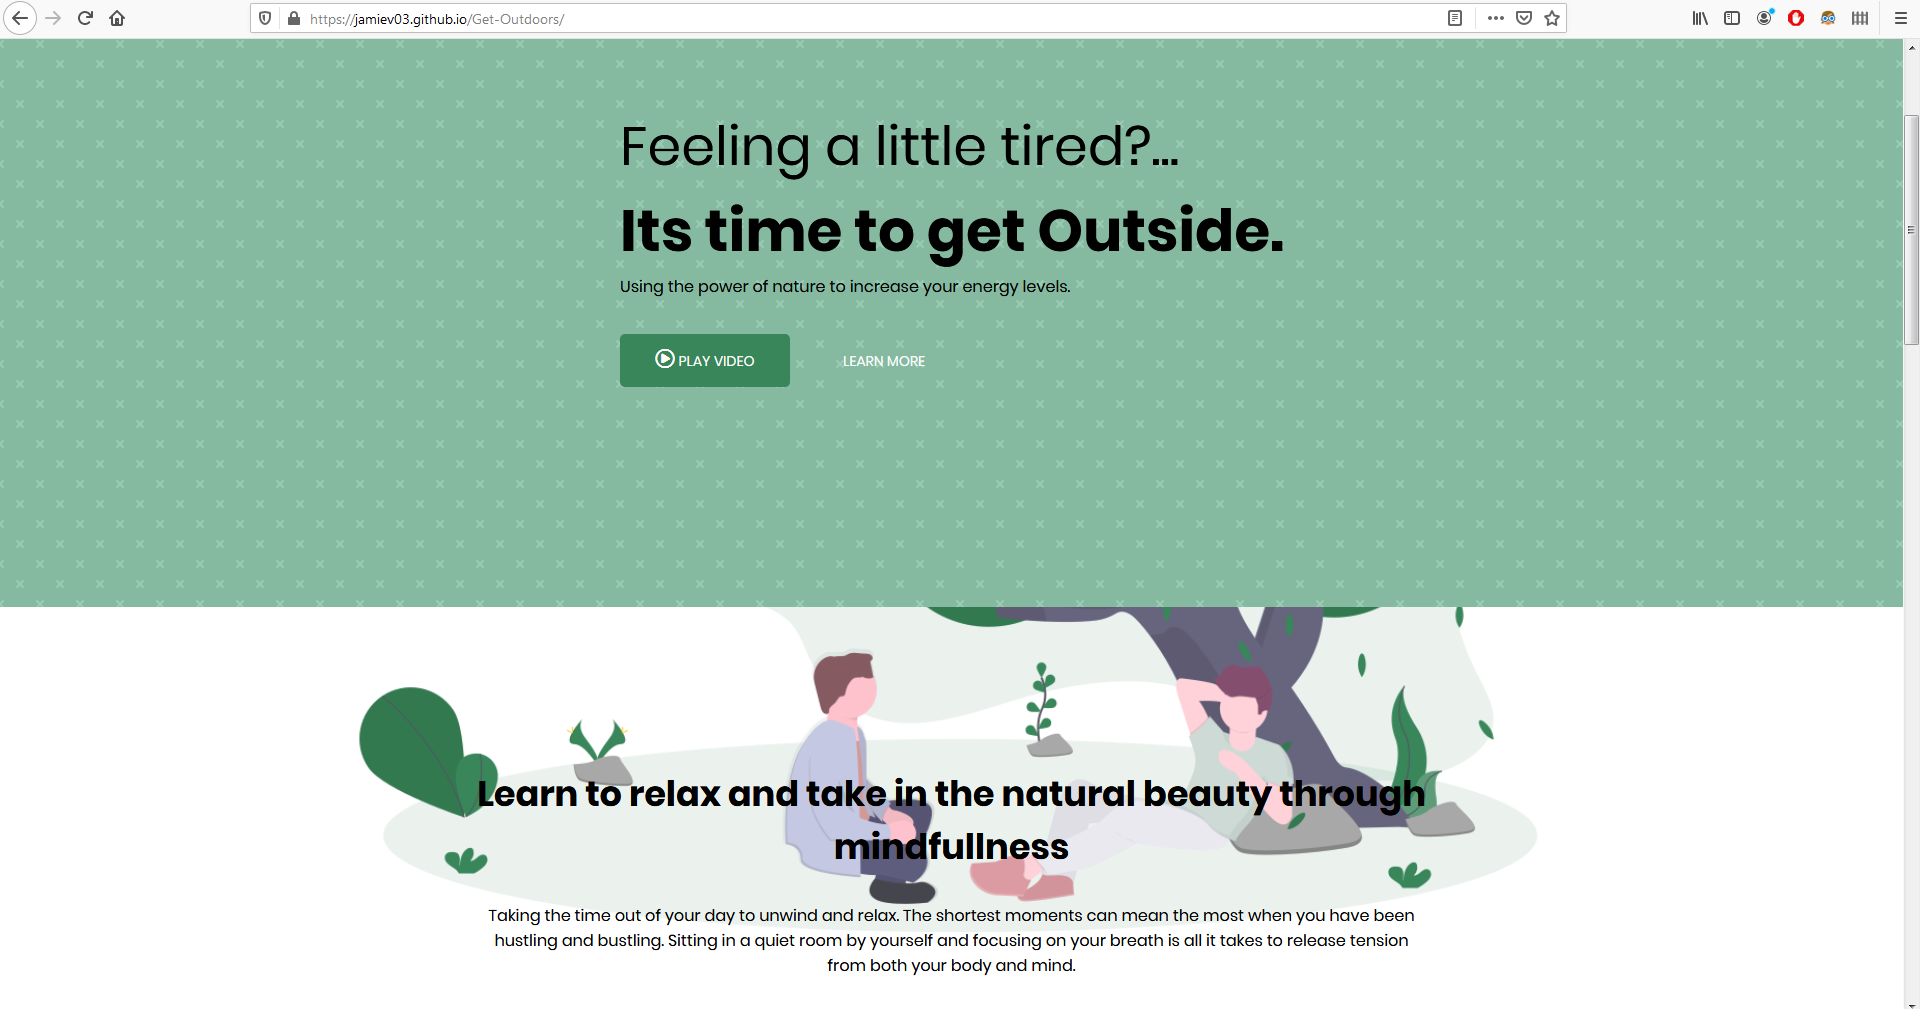 https://jamiev03.github.io/Get-Outdoors/
Feeling a little tired?...
Its time to get Outside.
Using the power of nature to increase your energy levels.
PLAY VIDEO
LEARN MORE
Learn to relax and take in the natural beauty through
mindfullness
Taking the time out of your day to unwind and relax. The shortest moments can mean the most when you have been
hustling and bustling. Sitting in a quiet room by yourself and focusing on your breath is all it takes to release tension
from both your body and mind.